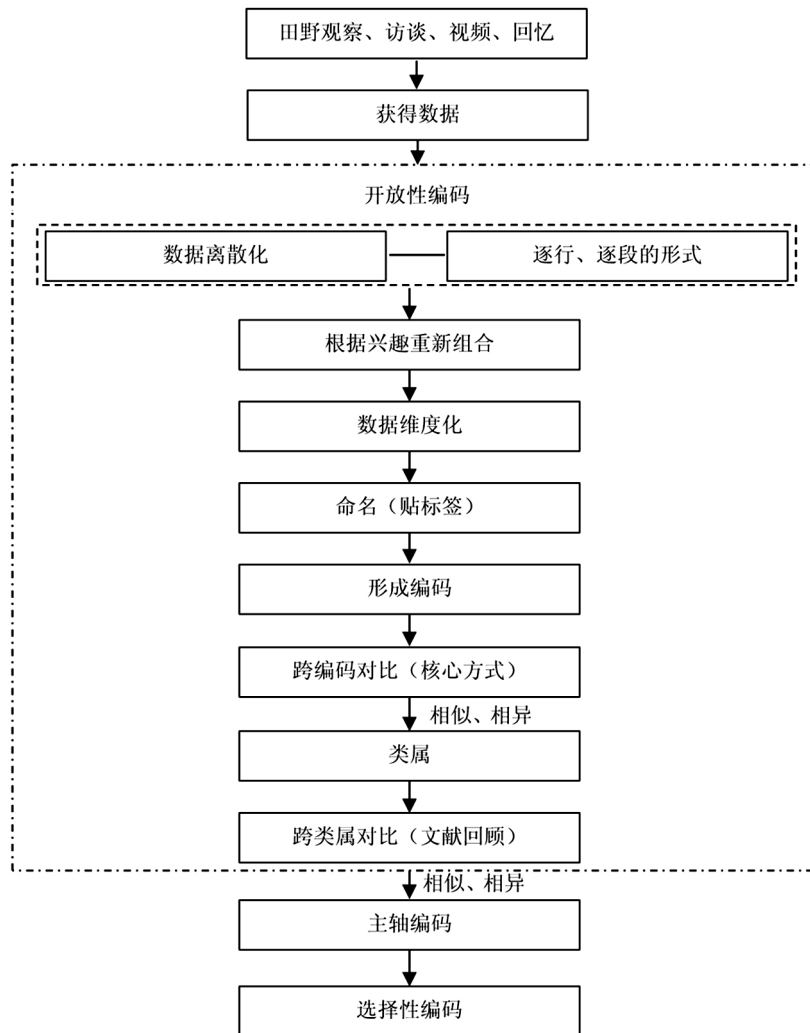 田野观察、访谈、视频、回忆
获得数据
开放性编码
数据离散化
逐行、逐段的形式
根据兴趣重新组合
数据维度化
命名（贴标签）
形成编码
跨编码对比（核心方式）
相似、相异
类属
跨类属对比（文献回顾）
相似、相异
主轴编码
选择性编码